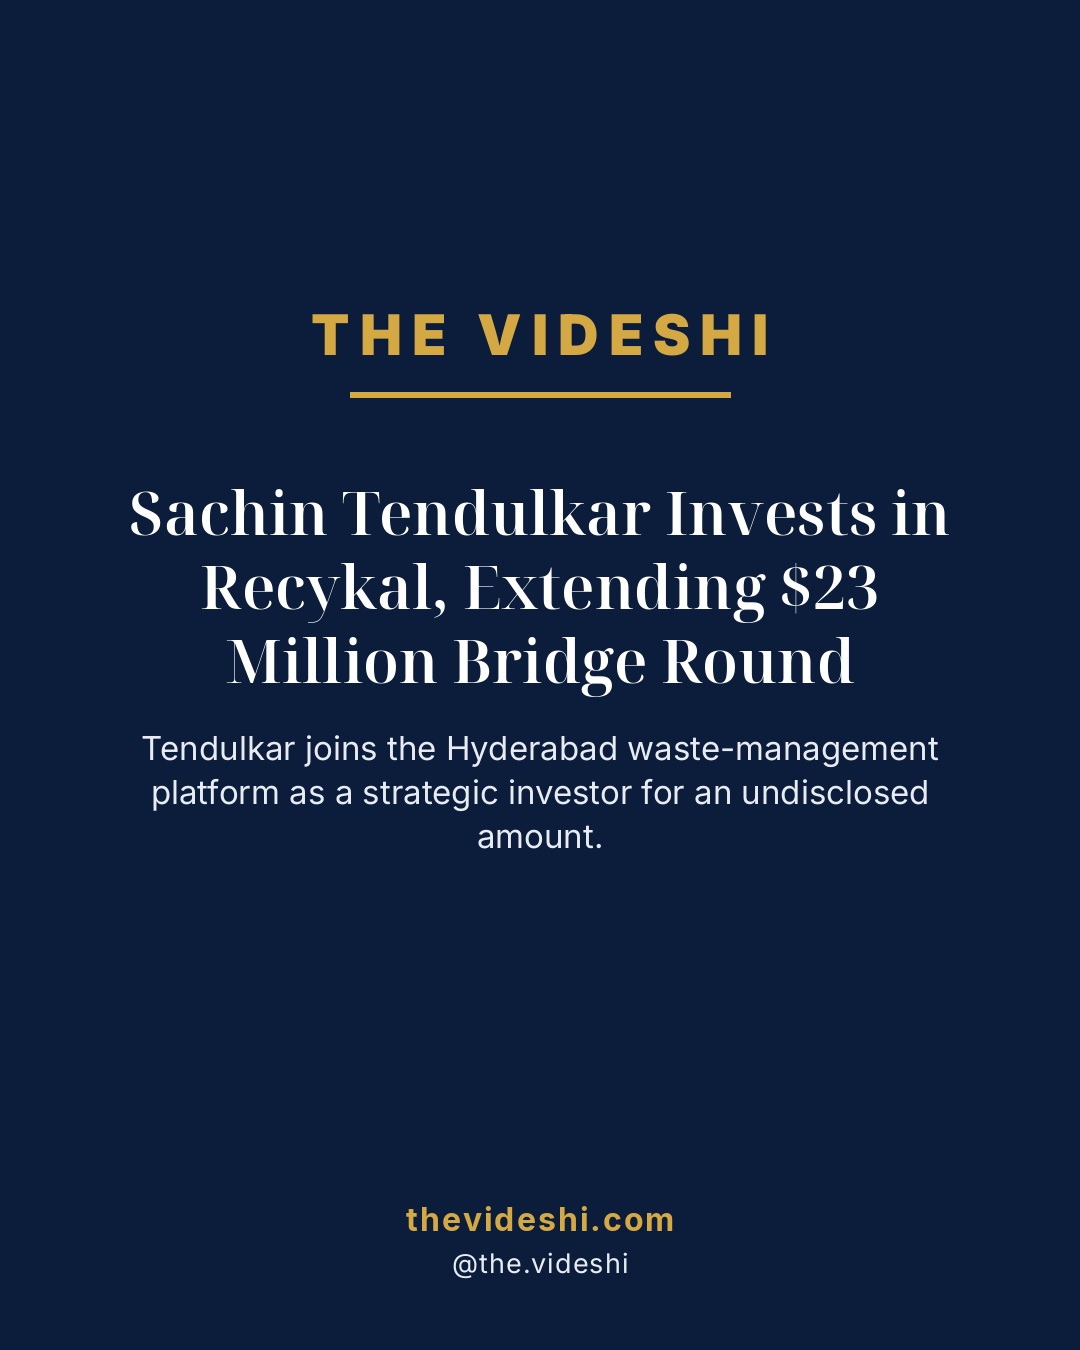 THE VIDESHI
Sachin Tendulkar Invests in
Recykal, Extending $23
Million Bridge Round
Tendulkar joins the Hyderabad waste-management
platform as a strategic investor for an undisclosed
amount.
thevideshi.com
@the.videshi